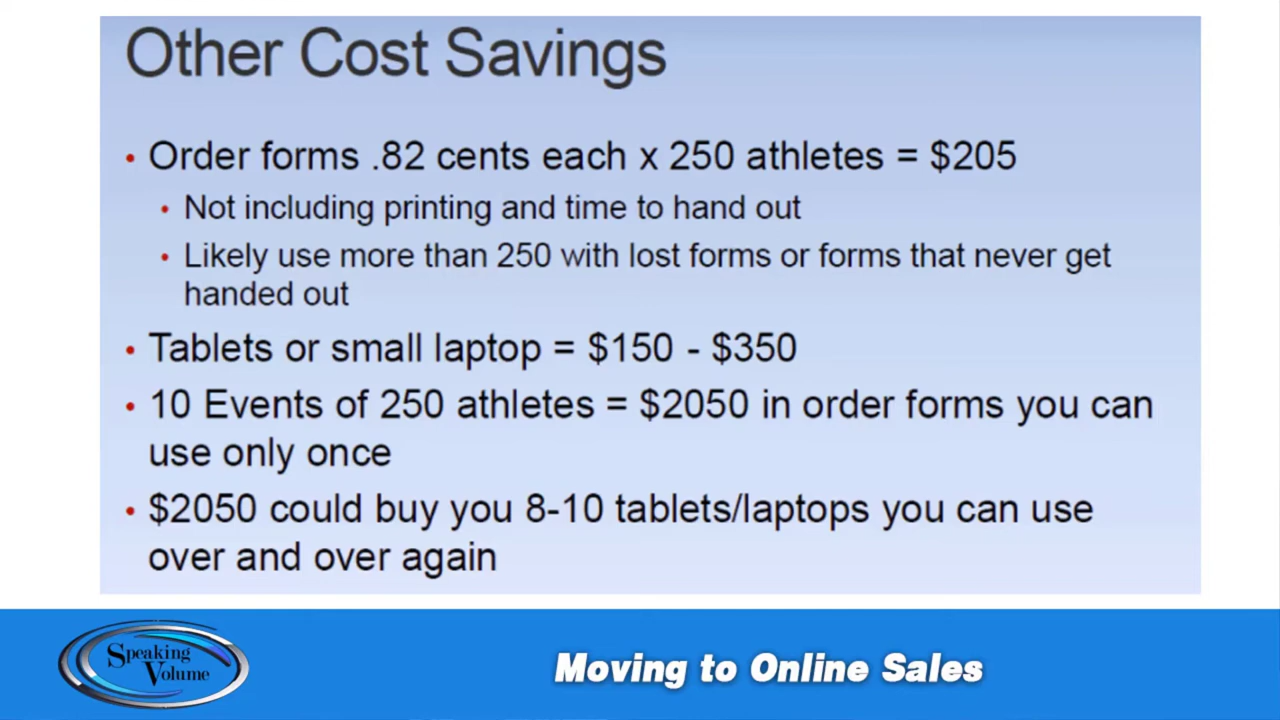 Other Cost Savings
• Order forms .82 cents each x 250 athletes = $205
• Not including printing and time to hand out
• Likely use more than 250 with lost forms or forms that never get
handed out
• Tablets or small laptop = $150 - $350
• 10 Events of 250 athletes = $2050 in order forms you can
use only once
• $2050 could buy you 8-10 tablets/laptops you can use
over and over again
Speaking
Volume
Moving to Online Sales